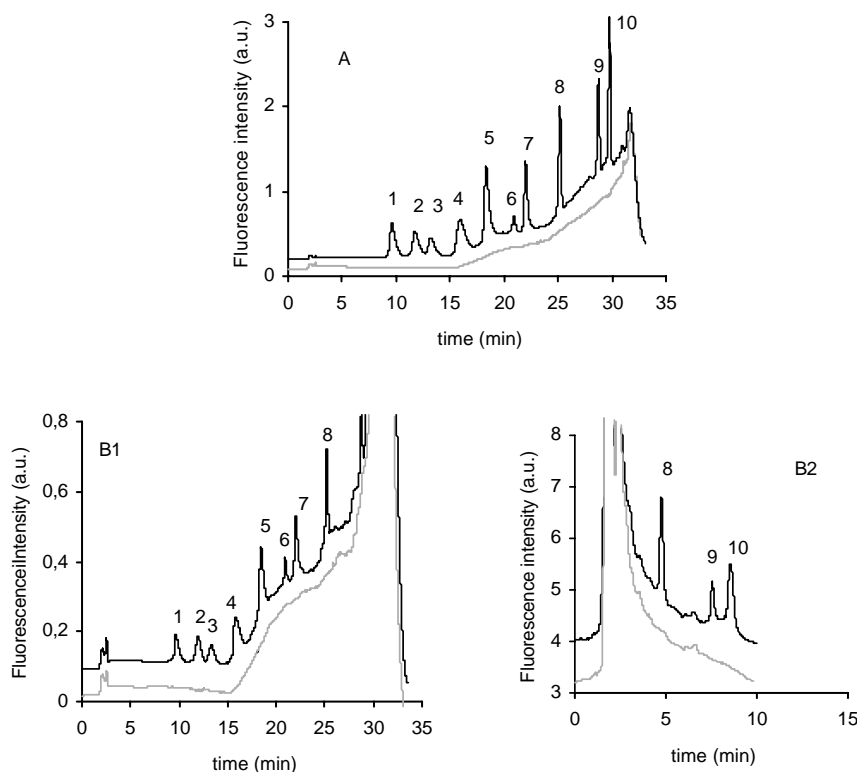 A
Fluorescence intensity (a.u.)
3
2
1
0
1 2 3 4 5 6 7 8 9 10
0 5 10 15 20 25 30 35
time (min)
B1
Fluorescenceilntensity (a.u.)
0,8
0,6
0,4
0,2
0
1 2 3 4 5 6 7 8
0 5 10 15 20 25 30 35
time (min)
B2
Fluorescence intensity (a.u.)
8
7
6
5
4
3
8 9 10
0 5 10 15
time (min)